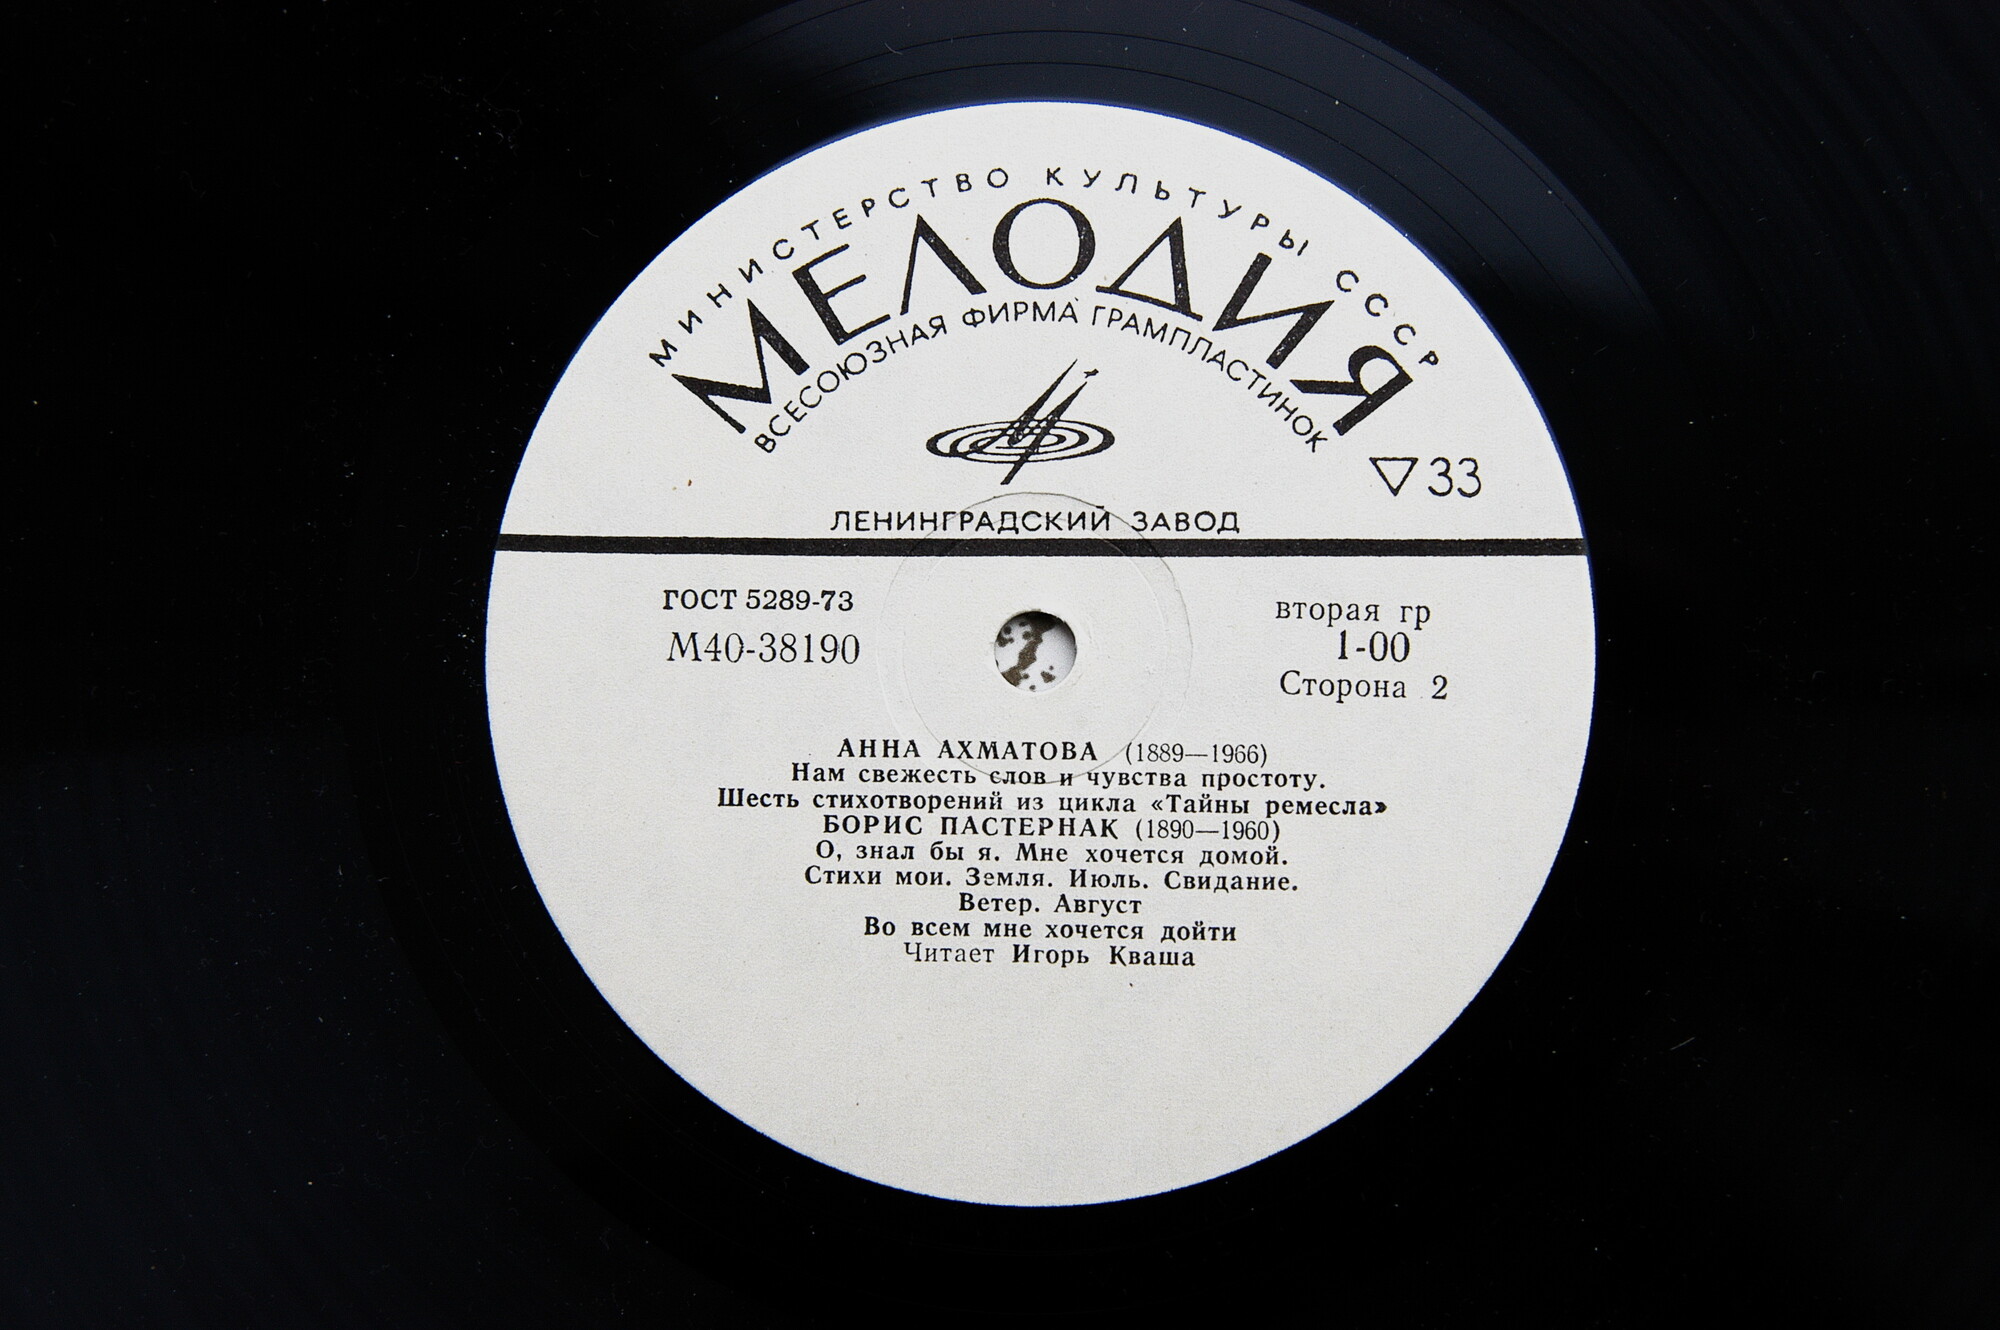 МИНИСТЕРСТВО КУЛЬТУРЫ СССР
МЕЛОДИЯ
ВСЕСОЮЗНАЯ ФИРМА ГРАМПЛАСТИНОК
▽33
ЛЕНИНГРАДСКИЙ ЗАВОД
ГОСТ 5289-73
М40-38190
вторая гр
1-00
Сторона 2
АННА АХМАТОВА (1889—1966)
Нам свежесть слов и чувства простоту.
Шесть стихотворений из цикла «Тайны ремесла»
БОРИС ПАСТЕРНАК (1890—1960)
О, знал бы я. Мне хочется домой.
Стихи мои. Земля. Июль. Свидание.
Ветер. Август
Во всем мне хочется дойти
Читает Игорь Кваша